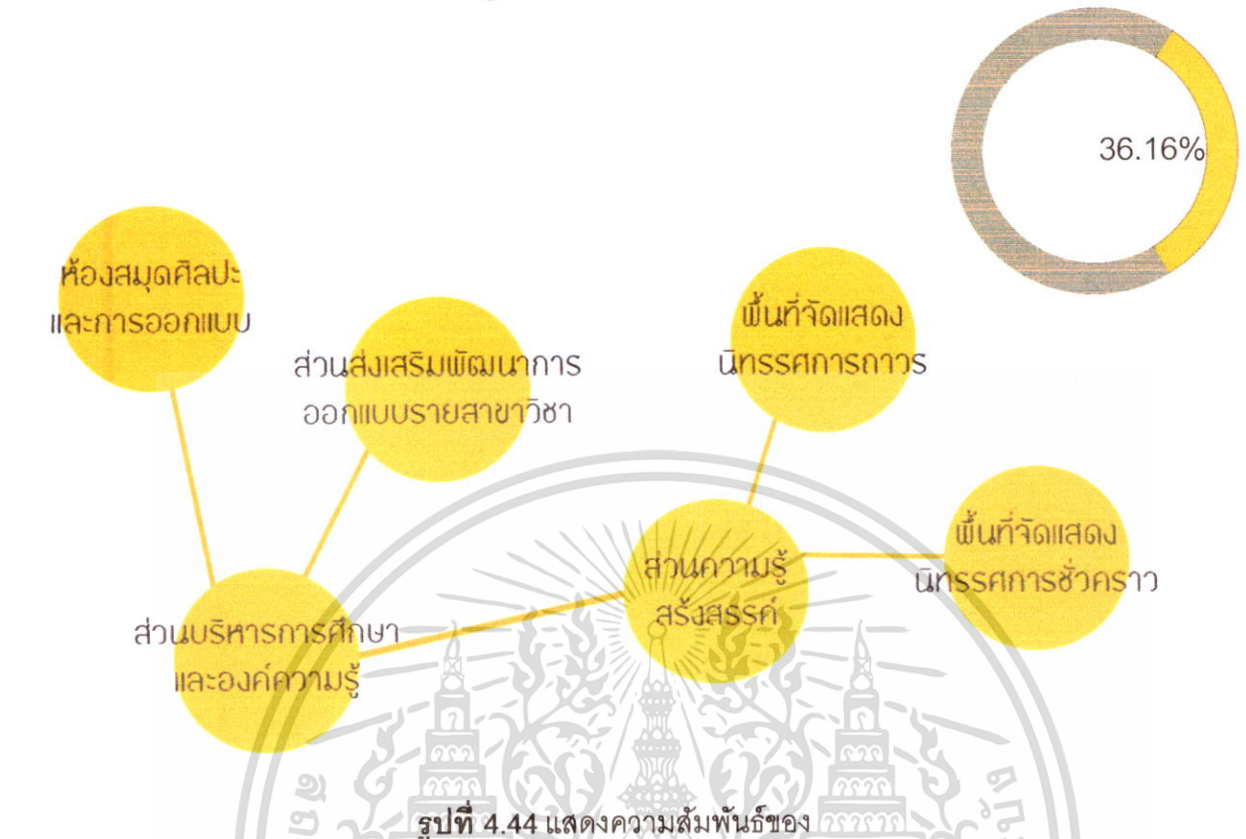 36.16%
ห้องสมุดศิลปะ
และการออกแบบ
ส่วนส่งเสริมพัฒนาการ
ออกแบบรายสาขาวิชา
พื้นที่จัดแสดง
นิทรรศการถาวร
ส่วนความรู้
สรังสรรค์
พื้นที่จัดแสดง
นิทรรศการชั่วคราว
ส่วนบริหารการศึกษา
และองค์ความรู้
รูปที่ 4.44 แสดงความสัมพันธ์ของ